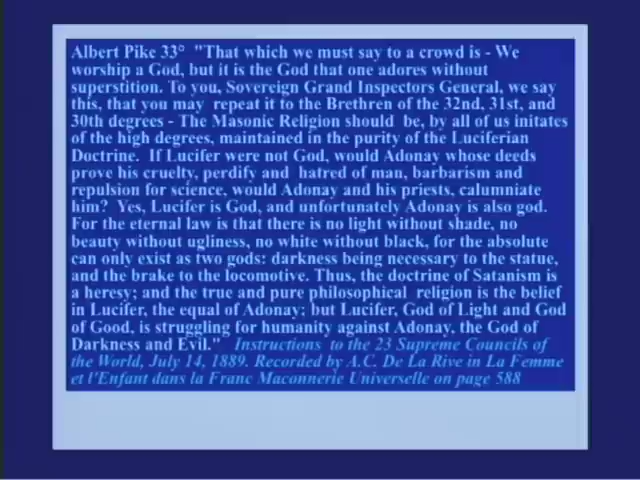 Albert Pike 33° "That which we must say to a crowd is - We
worship a God, but it is the God that one adores without
superstition. To you, Sovereign Grand Inspectors General, we say
this, that you may repeat it to the Brethren of the 32nd, 31st, and
30th degrees - The Masonic Religion should be, by all of us initates
of the high degrees, maintained in the purity of the Luciferian
Doctrine. If Lucifer were not God, would Adonay whose deeds
prove his cruelty, perdify and hatred of man, barbarism and
repulsion for science, would Adonay and his priests, calumniate
him? Yes, Lucifer is God, and unfortunately Adonay is also god.
For the eternal law is that there is no light without shade, no
beauty without ugliness, no white without black, for the absolute
can only exist as two gods: darkness being necessary to the statue,
and the brake to the locomotive. Thus, the doctrine of Satanism is
a heresy; and the true and pure philosophical religion is the belief
in Lucifer, the equal of Adonay; but Lucifer, God of Light and God
of Good, is struggling for humanity against Adonay, the God of
Darkness and Evil." Instructions to the 23 Supreme Councils of
the World, July 14, 1889. Recorded by A.C. De La Rive in La Femme
et l'Enfant dans la Franc Maconnerie Universelle on page 588